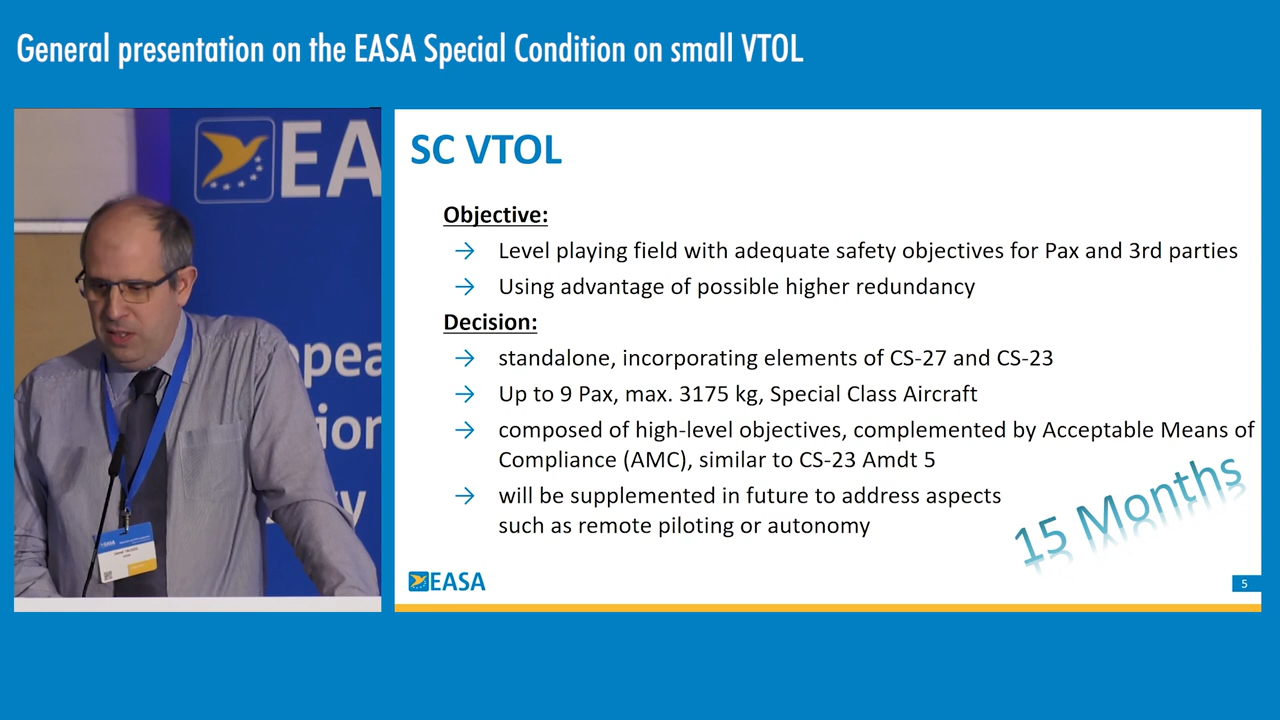 General presentation on the EASA Special Condition on small VTOL
EA
opea
ion
ty
EASA
SC VTOL
Objective:
→ Level playing field with adequate safety objectives for Pax and 3rd parties
→ Using advantage of possible higher redundancy
Decision:
→ standalone, incorporating elements of CS-27 and CS-23
→ Up to 9 Pax, max. 3175 kg, Special Class Aircraft
→ composed of high-level objectives, complemented by Acceptable Means of
Compliance (AMC), similar to CS-23 Amdt 5
→ will be supplemented in future to address aspects
such as remote piloting or autonomy
15 Months
EASA
5